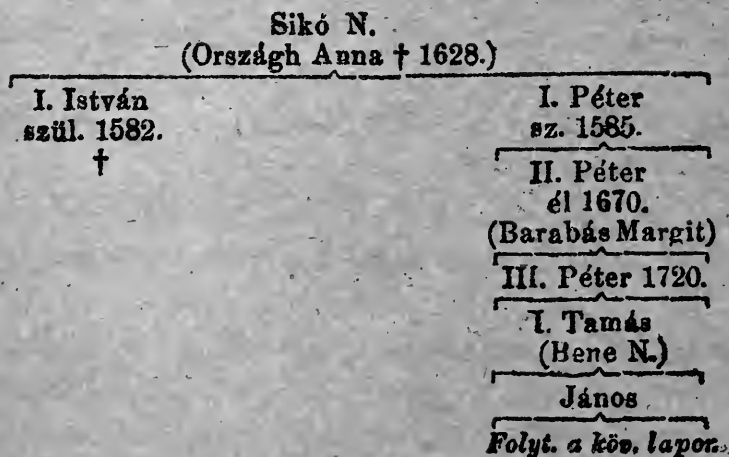 Sikó N.
(Országh Anna † 1628.)
I. István
szül. 1582.
†
I. Péter
sz. 1585.
II. Péter
él 1670.
(Barabás Margit)
III. Péter 1720.
I. Tamás
(Bene N.)
János
Folyt. a köv. lapon.